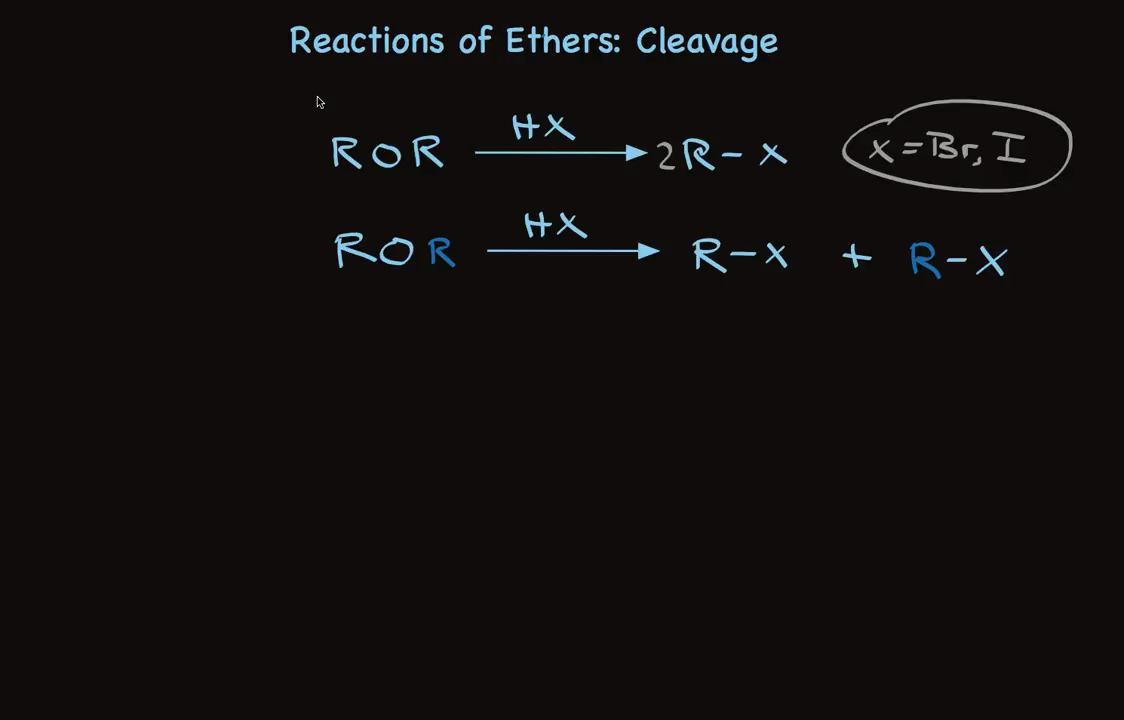 Reactions of Ethers: Cleavage
HX
ROR 2R-X X=Br, I
HX
ROR R-X + R-X